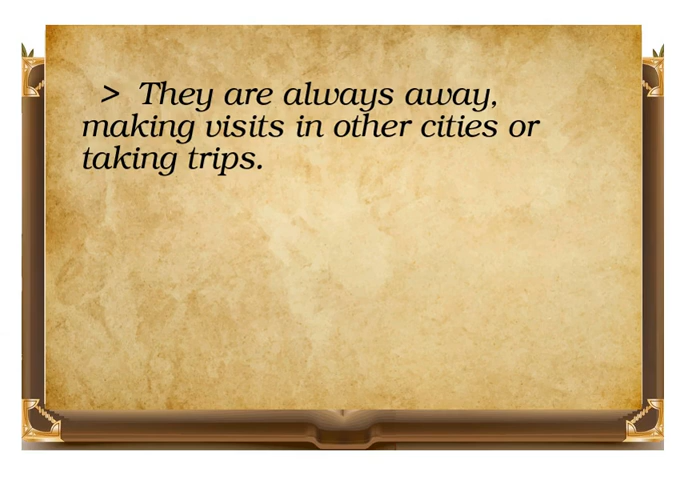 > They are always away,
making visits in other cities or
taking trips.